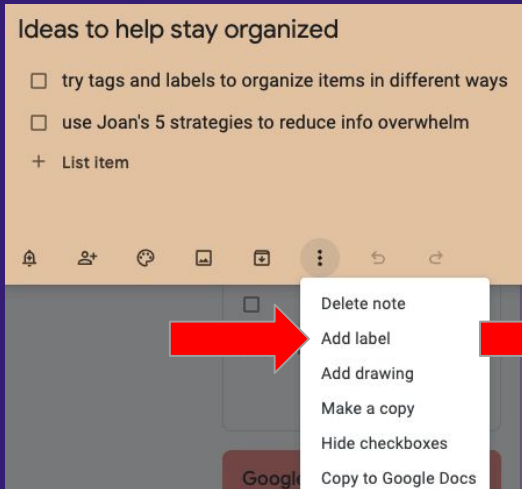 Ideas to help stay organized
try tags and labels to organize items in different ways
use Joan's 5 strategies to reduce info overwhelm
+ List item
Delete note
Add label
Add drawing
Make a copy
Hide checkboxes
Copy to Google Docs